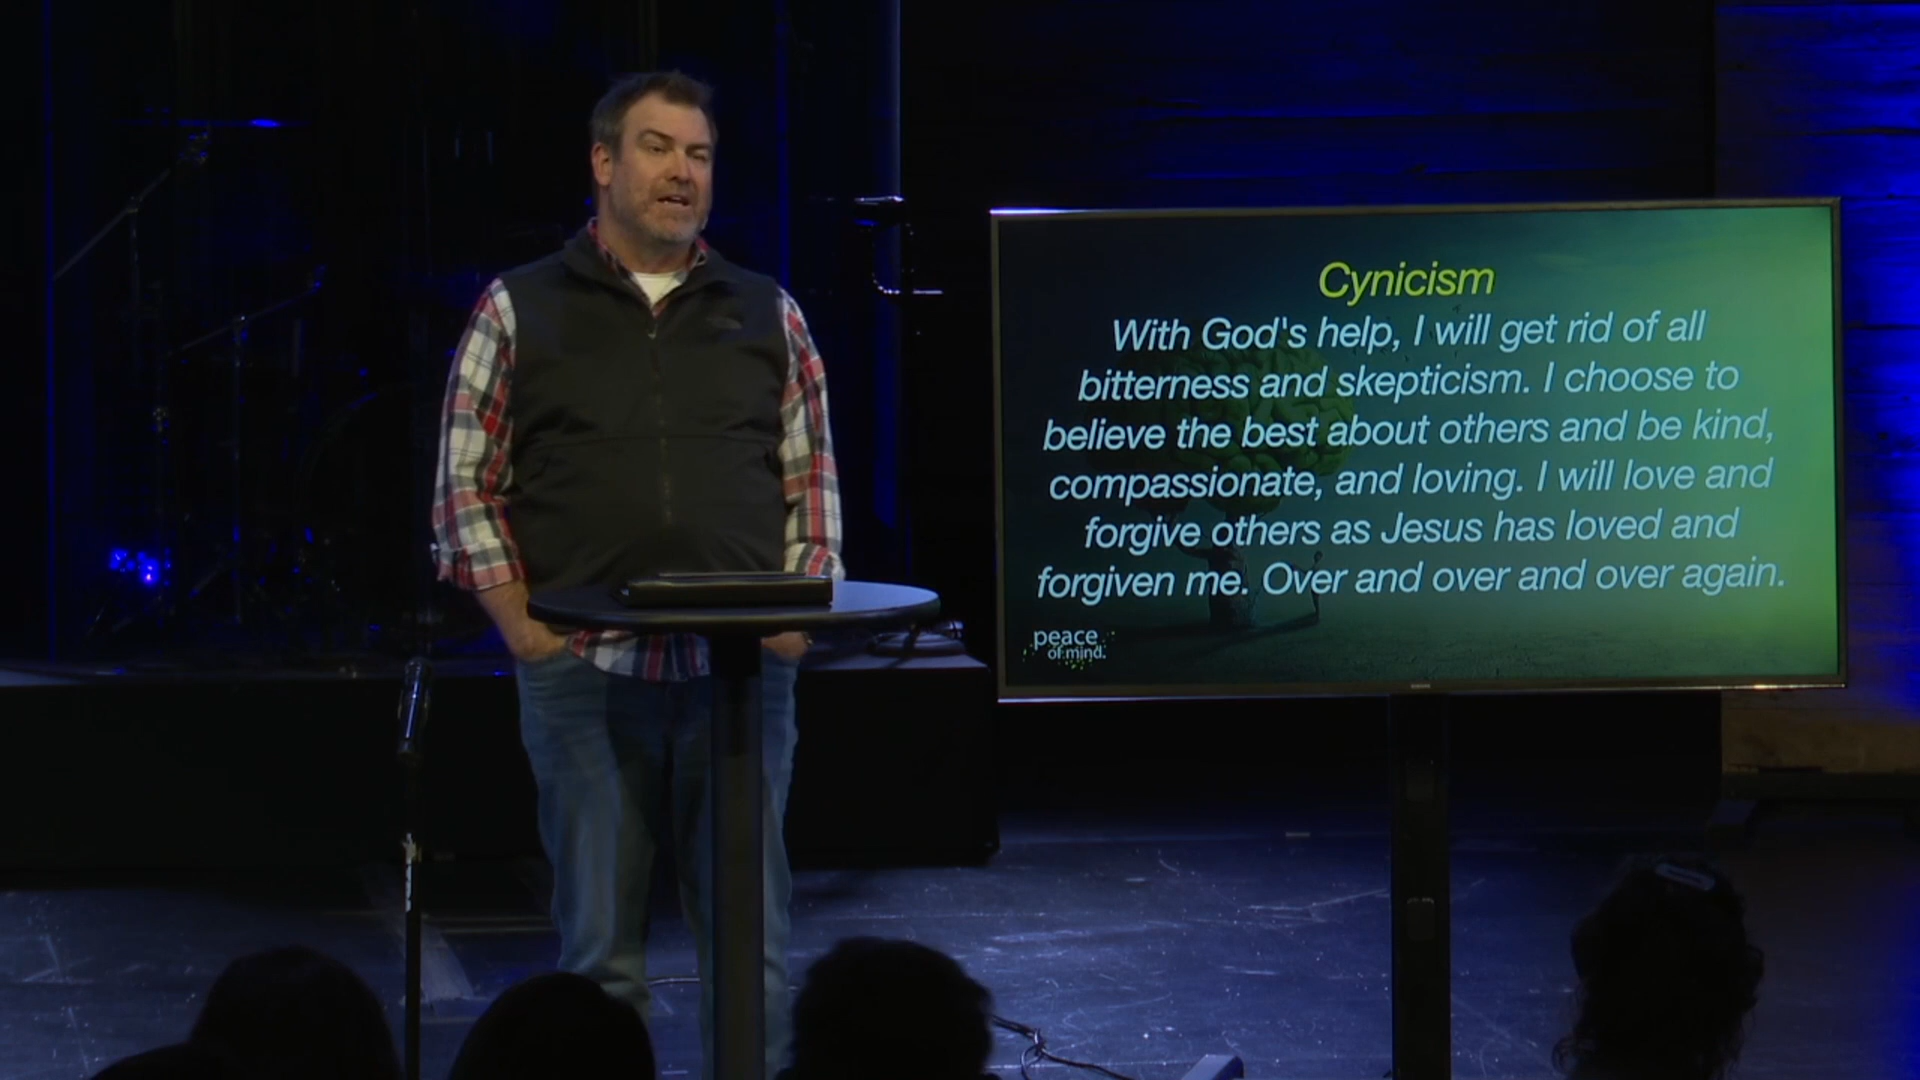 Cynicism
With God's help, I will get rid of all
bitterness and skepticism. I choose to
believe the best about others and be kind,
compassionate, and loving. I will love and
forgive others as Jesus has loved and
forgiven me. Over and over and over again.
peace
of mind.